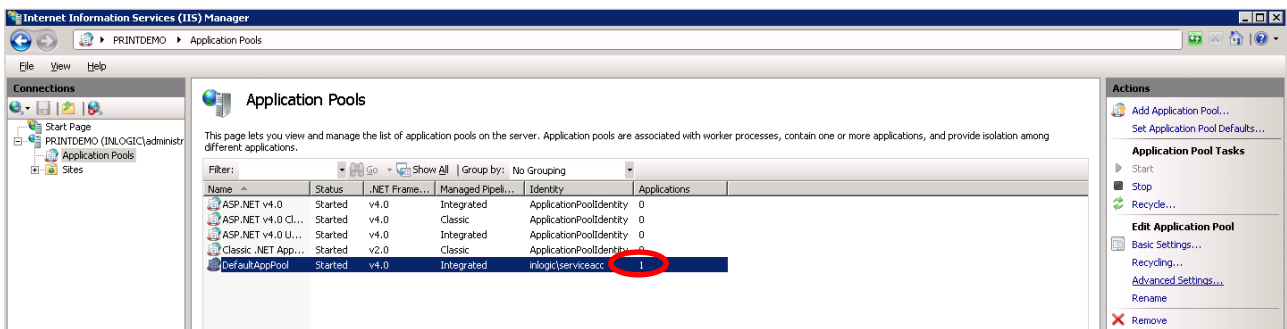 Internet Information Services (IIS) Manager
PRINTDEMO Application Pools
File View Help
Connections
Start Page
PRINTDEMO (INLOGIC\administr
Application Pools
Sites
Application Pools
This page lets you view and manage the list of application pools on the server. Application pools are associated with worker processes, contain one or more applications, and provide isolation among
different applications.
Filter: Go Show All Group by: No Grouping
Name Status .NET Frame... Managed Pipeli... Identity Applications
ASP.NET v4.0 Started v4.0 Integrated ApplicationPoolIdentity 0
ASP.NET v4.0 Cl... Started v4.0 Classic ApplicationPoolIdentity 0
ASP.NET v4.0 U... Started v4.0 Integrated ApplicationPoolIdentity 0
Classic .NET App... Started v2.0 Classic ApplicationPoolIdentity 0
DefaultAppPool Started v4.0 Integrated inlogic\serviceacc 1
Actions
Add Application Pool...
Set Application Pool Defaults...
Application Pool Tasks
Start
Stop
Recycle...
Edit Application Pool
Basic Settings...
Recycling...
Advanced Settings...
Rename
Remove